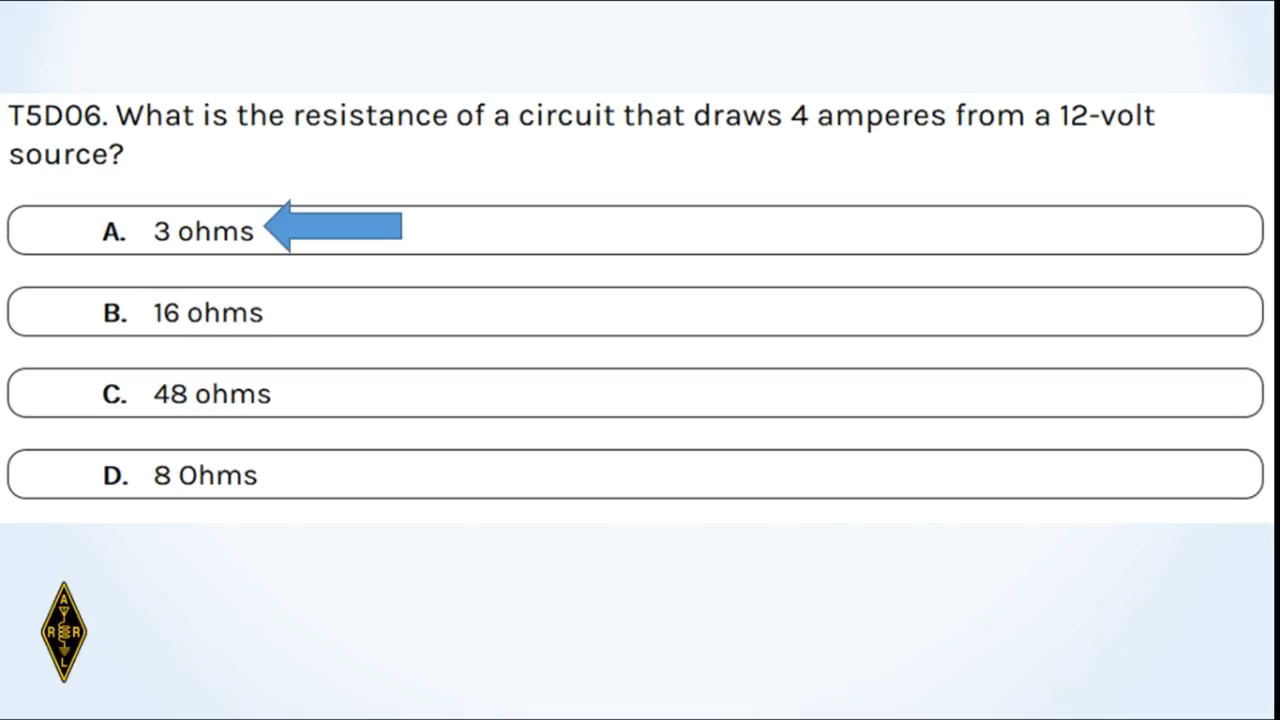 T5D06. What is the resistance of a circuit that draws 4 amperes from a 12-volt
source?
A. 3 ohms
B. 16 ohms
C. 48 ohms
D. 8 Ohms
A
R R
L